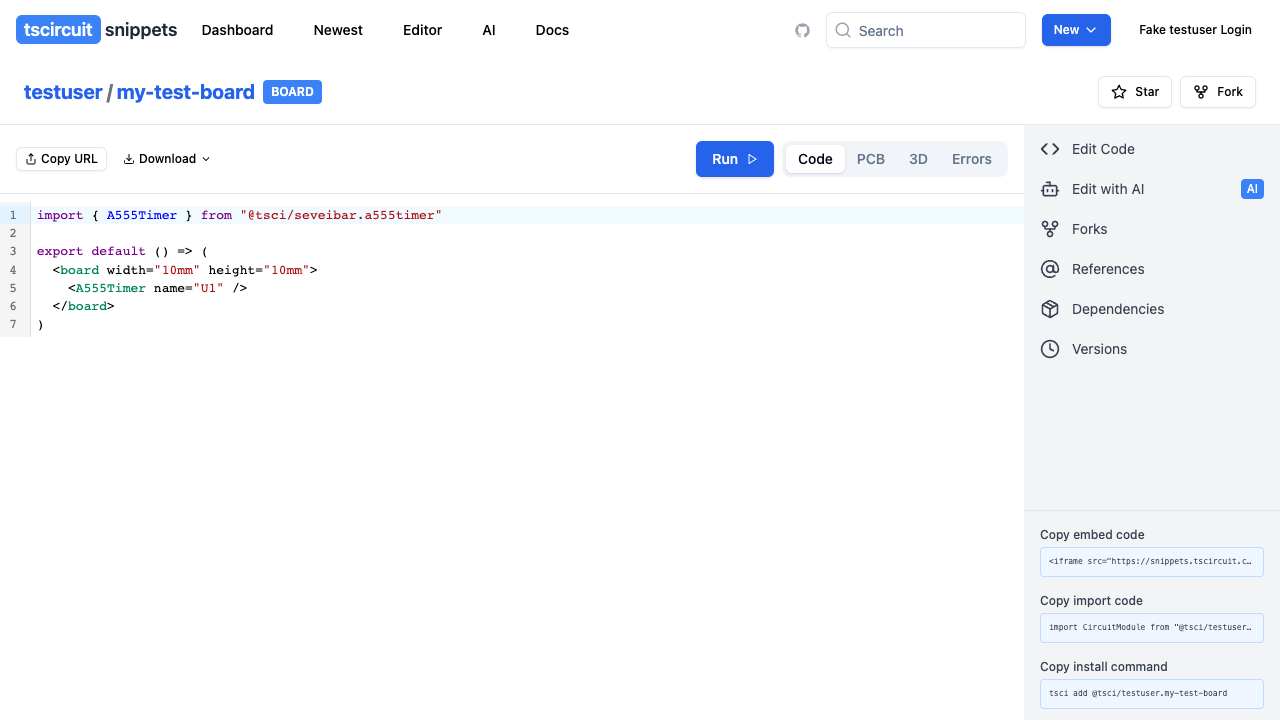 tscircuit snippets Dashboard Newest Editor AI Docs Search New Fake testuser Login
testuser / my-test-board BOARD Star Fork
Copy URL Download Run Code PCB 3D Errors
1 import { A555Timer } from "@tsci/seveibar.a555timer"
2
3 export default () => (
4 <board width="10mm" height="10mm">
5 <A555Timer name="U1" />
6 </board>
7 )
Edit Code
Edit with AI AI
Forks
References
Dependencies
Versions
Copy embed code
<iframe src="https://snippets.tscircuit.c…
Copy import code
import CircuitModule from "@tsci/testuser…
Copy install command
tsci add @tsci/testuser.my-test-board